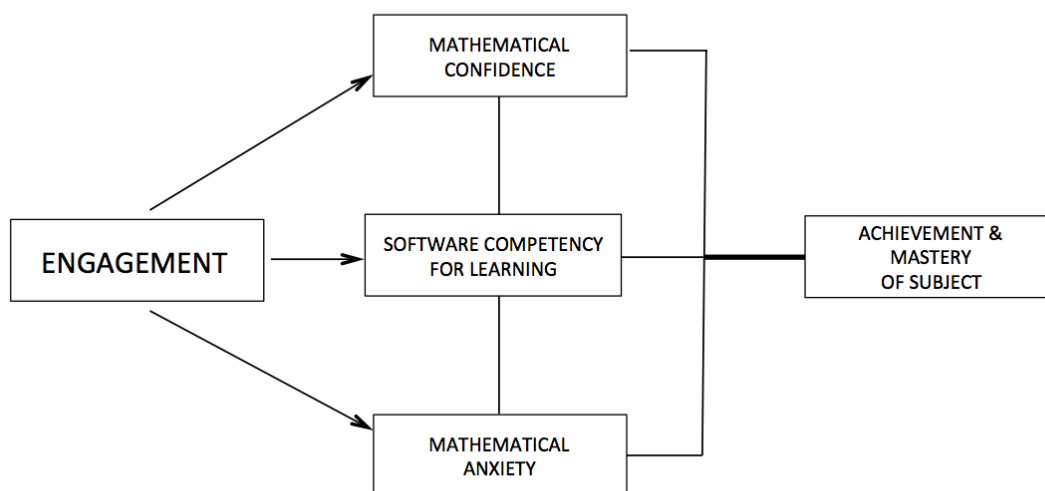 MATHEMATICAL
CONFIDENCE
ENGAGEMENT
SOFTWARE COMPETENCY
FOR LEARNING
ACHIEVEMENT &
MASTERY
OF SUBJECT
MATHEMATICAL
ANXIETY